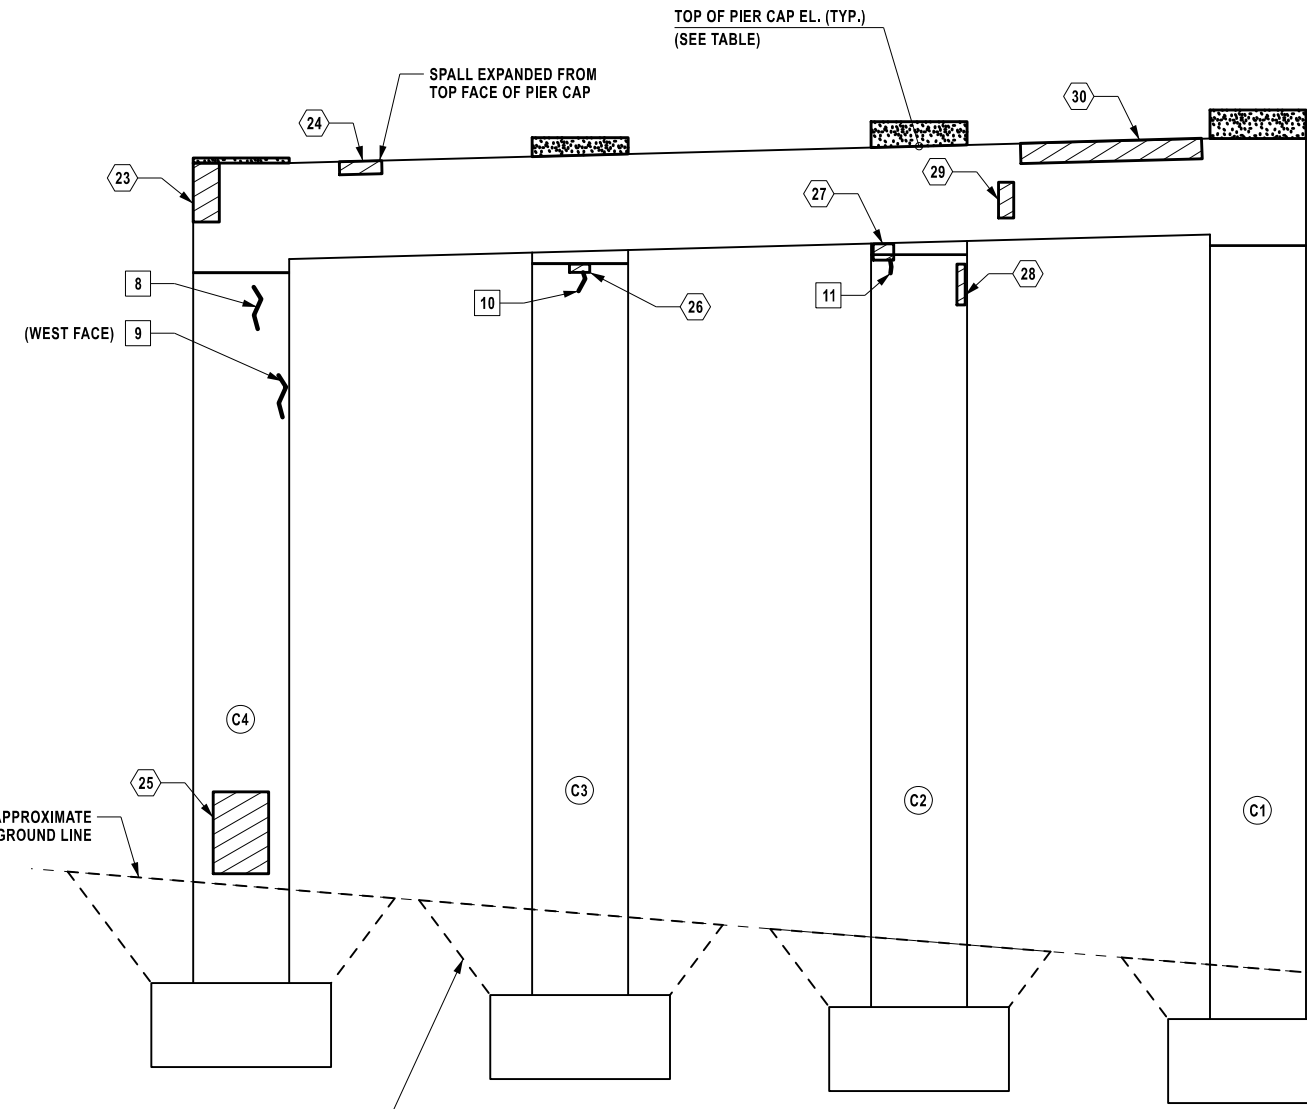 TOP OF PIER CAP EL. (TYP.)
(SEE TABLE)
SPALL EXPANDED FROM
TOP FACE OF PIER CAP
30
24
23
29
27
8
10
26
11
28
(WEST FACE) 9
C4
25
C3
C2
C1
APPROXIMATE
GROUND LINE